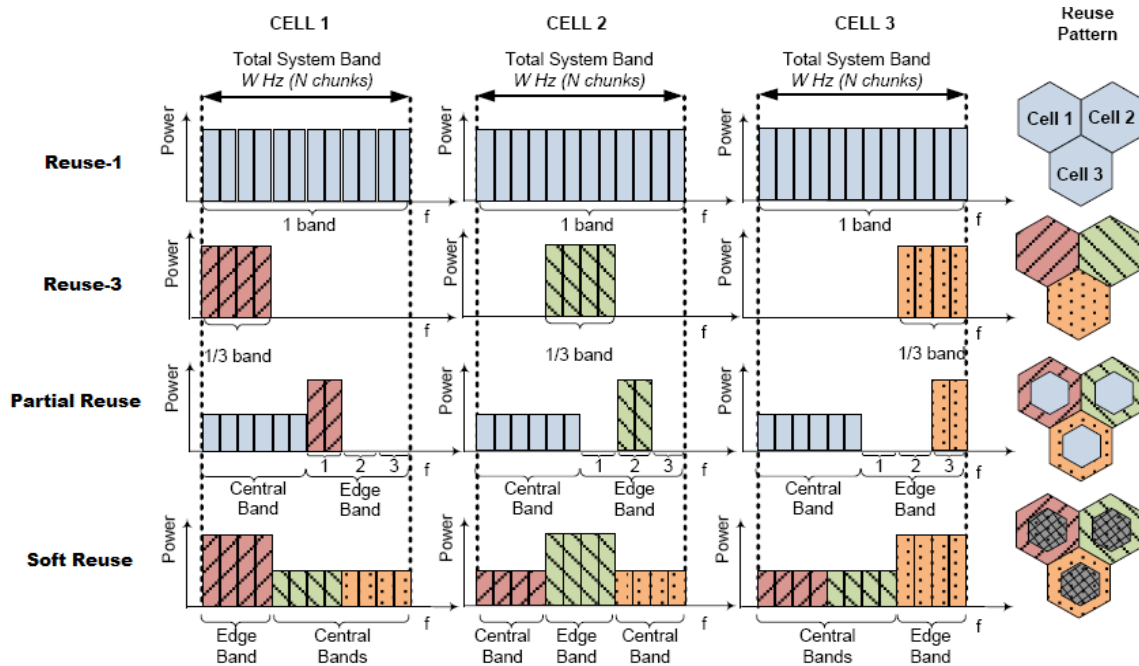 CELL 1
CELL 2
CELL 3
Reuse
Pattern
Total System Band
W Hz (N chunks)
Total System Band
W Hz (N chunks)
Total System Band
W Hz (N chunks)
Reuse-1
Power
f
1 band
Power
f
1 band
Power
f
1 band
Cell 1
Cell 2
Cell 3
Reuse-3
Power
f
1/3 band
Power
f
1/3 band
Power
f
1/3 band
Partial Reuse
Power
1
2
3
f
Central
Band
Edge
Band
Power
1
2
3
f
Central
Band
Edge
Band
Power
1
2
3
f
Central
Band
Edge
Band
Soft Reuse
Power
f
Edge
Band
Central
Bands
Power
f
Central
Band
Edge
Band
Central
Band
Power
f
Central
Bands
Edge
Band